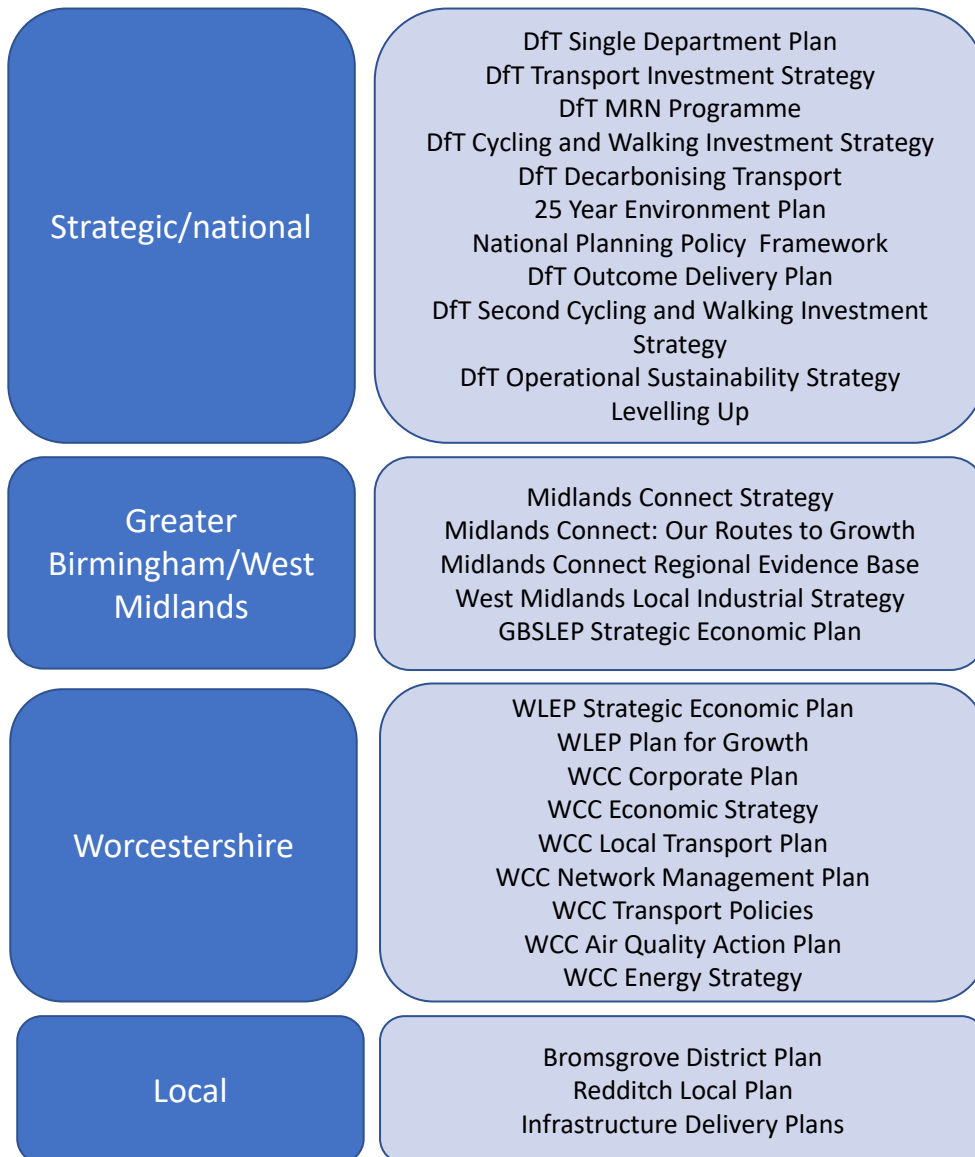 Strategic/national
DfT Single Department Plan
DfT Transport Investment Strategy
DfT MRN Programme
DfT Cycling and Walking Investment Strategy
DfT Decarbonising Transport
25 Year Environment Plan
National Planning Policy  Framework
DfT Outcome Delivery Plan
DfT Second Cycling and Walking Investment
Strategy
DfT Operational Sustainability Strategy
Levelling Up
Greater
Birmingham/West
Midlands
Midlands Connect Strategy
Midlands Connect: Our Routes to Growth
Midlands Connect Regional Evidence Base
West Midlands Local Industrial Strategy
GBSLEP Strategic Economic Plan
Worcestershire
WLEP Strategic Economic Plan
WLEP Plan for Growth
WCC Corporate Plan
WCC Economic Strategy
WCC Local Transport Plan
WCC Network Management Plan
WCC Transport Policies
WCC Air Quality Action Plan
WCC Energy Strategy
Local
Bromsgrove District Plan
Redditch Local Plan
Infrastructure Delivery Plans